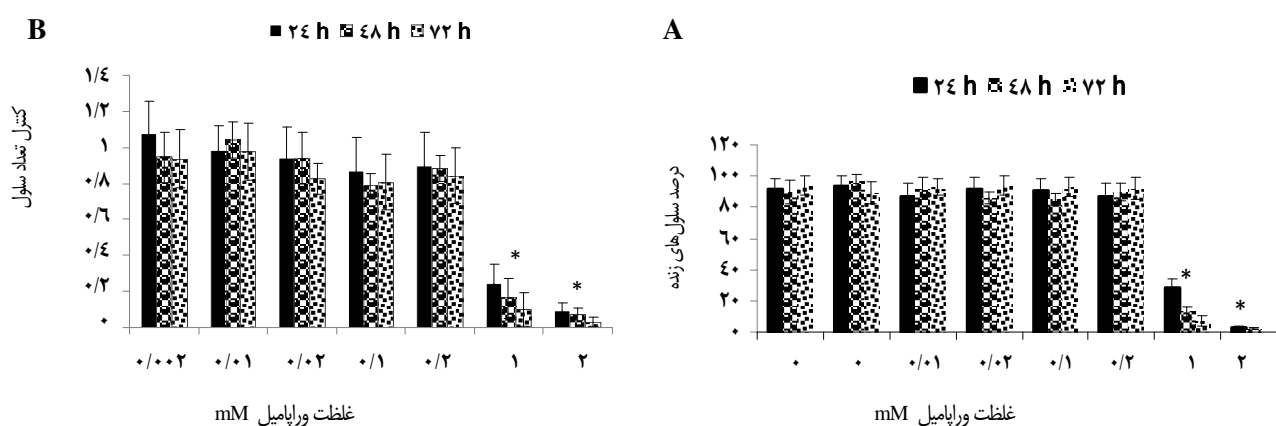 B
۲٤ h ٤۸ h ۷۲ h
کنترل تعداد سلول
۱/٤
۱/۲
۱
۰/۸
۰/٦
۰/٤
۰/۲
۰
*
*
۰/۰۰۲ ۰/۰۱ ۰/۰۲ ۰/۱ ۰/۲ ۱ ۲
غلظت وراپامیل mM
A
۲٤ h ٤۸ h ۷۲ h
درصد سلول‌های زنده
۱۲۰
۱۰۰
۸۰
٦۰
٤۰
۲۰
۰
*
*
۰ ۰ ۰/۰۱ ۰/۰۲ ۰/۱ ۰/۲ ۱ ۲
غلظت وراپامیل mM